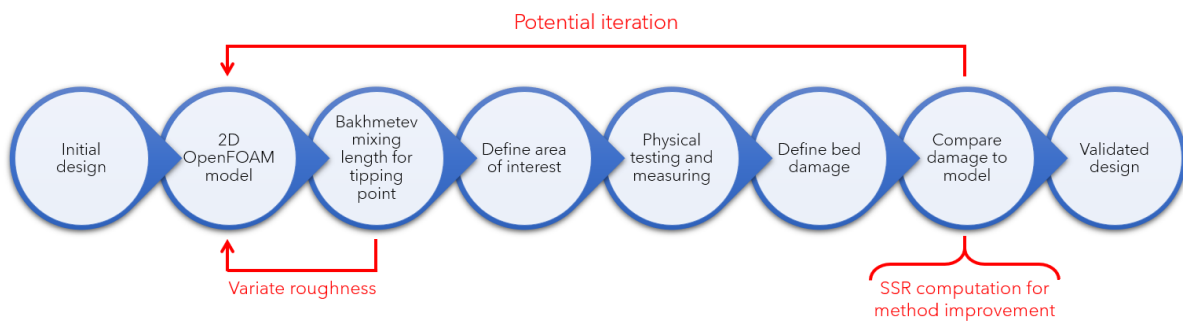 Potential iteration
Initial
design
2D
OpenFOAM
model
Bakhmetev
mixing
length for
tipping
point
Define area
of interest
Physical
testing and
measuring
Define bed
damage
Compare
damage to
model
Validated
design
Variate roughness
SSR computation for
method improvement